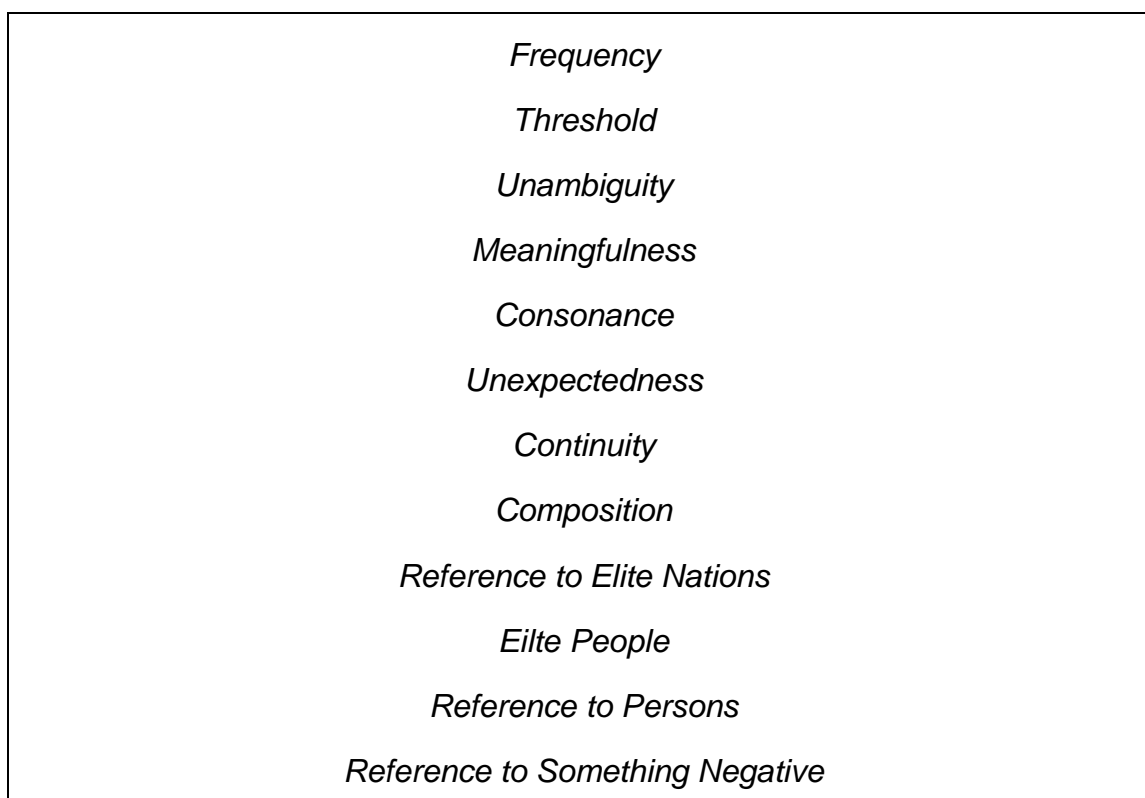 Frequency
Threshold
Unambiguity
Meaningfulness
Consonance
Unexpectedness
Continuity
Composition
Reference to Elite Nations
Eilte People
Reference to Persons
Reference to Something Negative